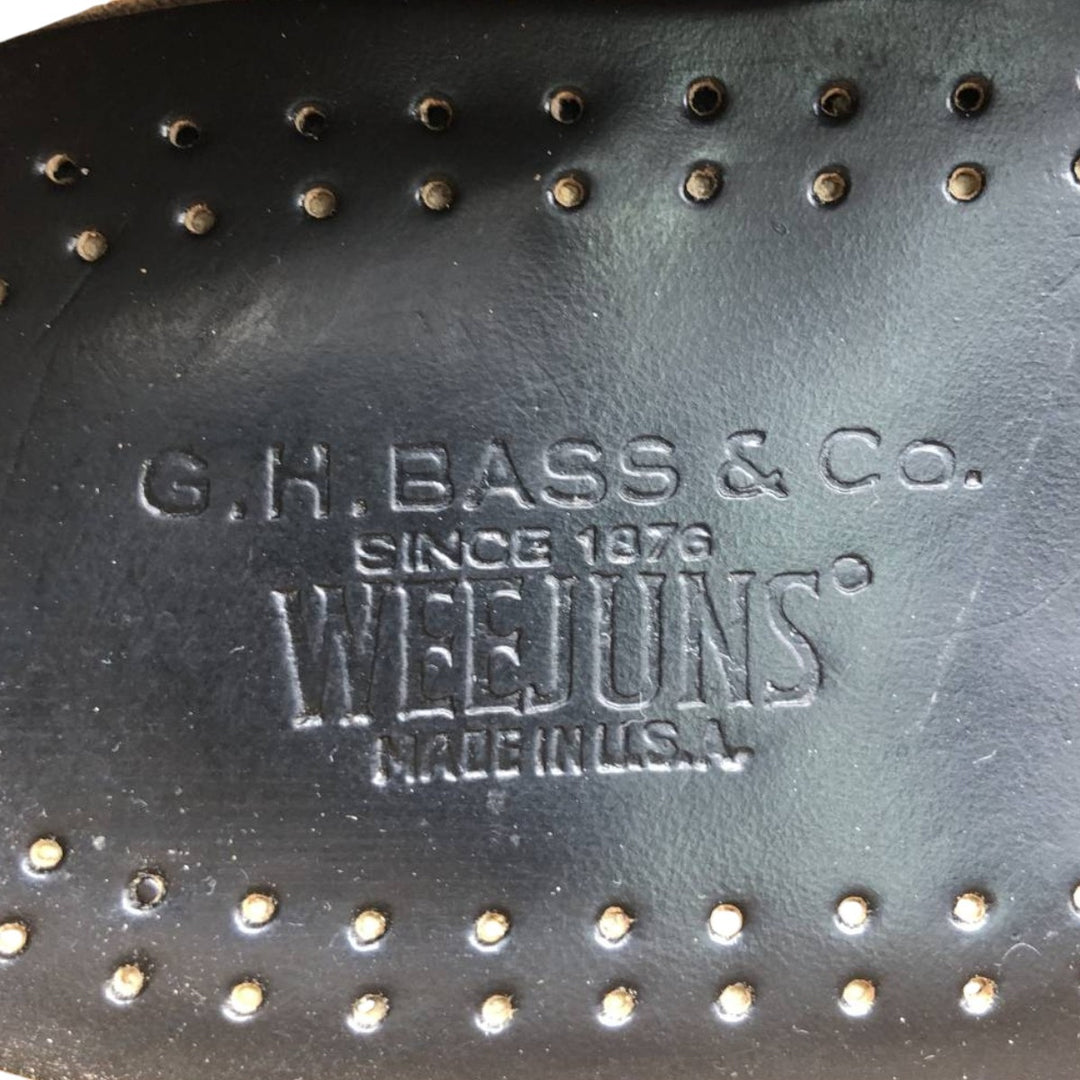 G.H. BASS & Co.
SINCE 1876
WEEJUNS®
MADE IN U.S.A.